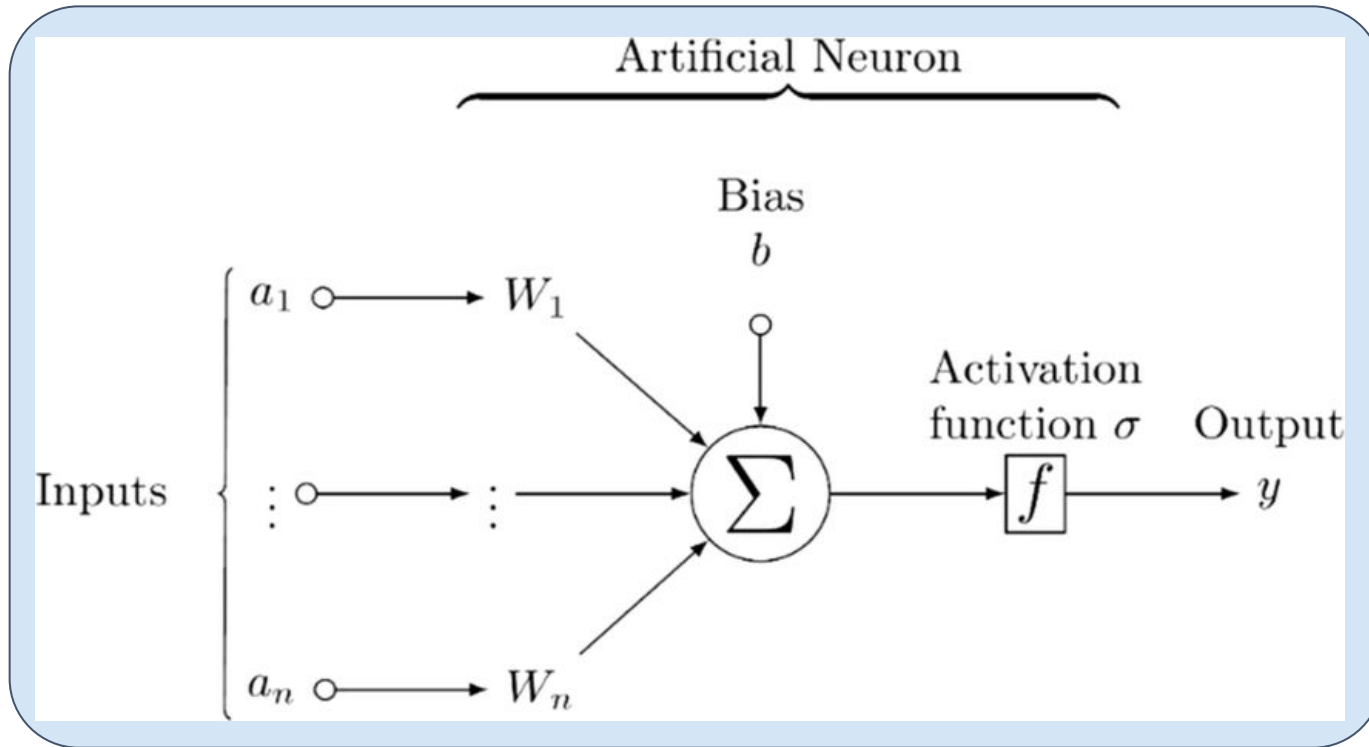 Artificial Neuron
Bias
b
a₁
W₁
Activation
function σ
Output
Inputs
⋮
⋮
∑
f
y
aₙ
Wₙ